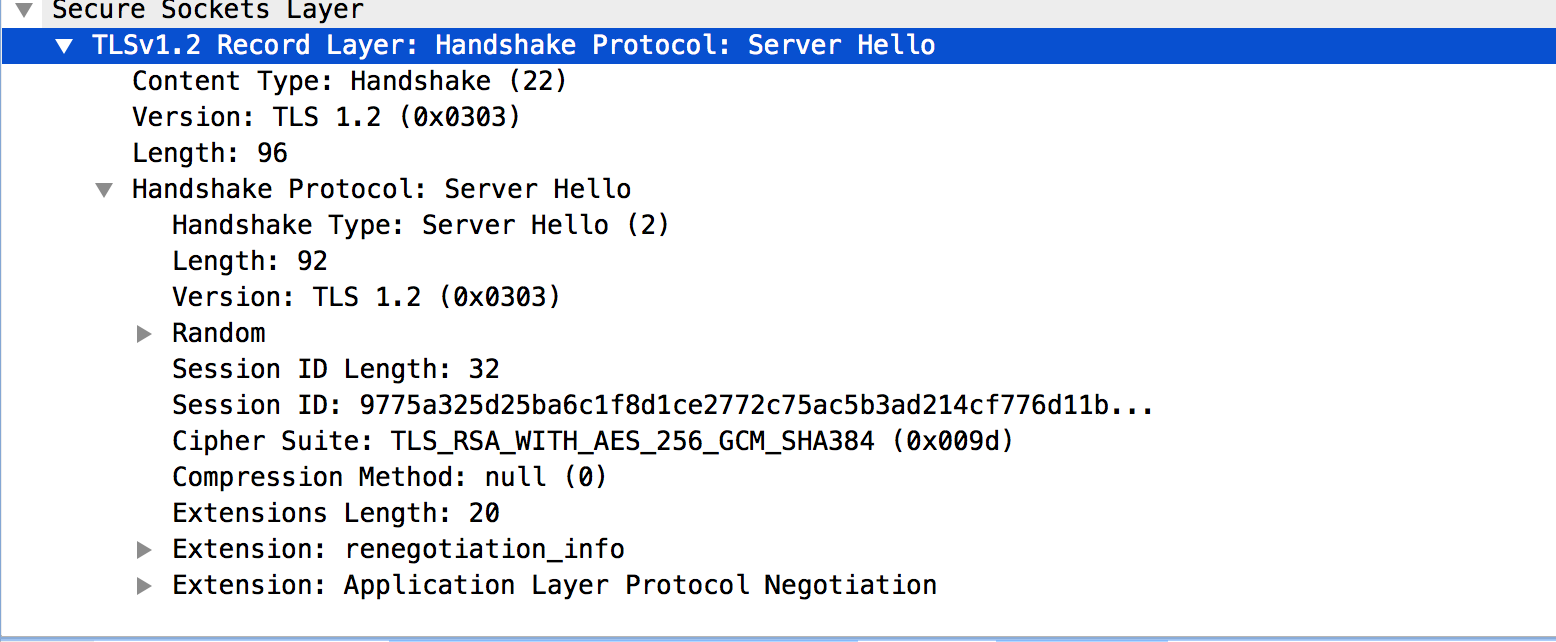 Secure Sockets Layer
TLSv1.2 Record Layer: Handshake Protocol: Server Hello
Content Type: Handshake (22)
Version: TLS 1.2 (0x0303)
Length: 96
Handshake Protocol: Server Hello
Handshake Type: Server Hello (2)
Length: 92
Version: TLS 1.2 (0x0303)
Random
Session ID Length: 32
Session ID: 9775a325d25ba6c1f8d1ce2772c75ac5b3ad214cf776d11b...
Cipher Suite: TLS_RSA_WITH_AES_256_GCM_SHA384 (0x009d)
Compression Method: null (0)
Extensions Length: 20
Extension: renegotiation_info
Extension: Application Layer Protocol Negotiation